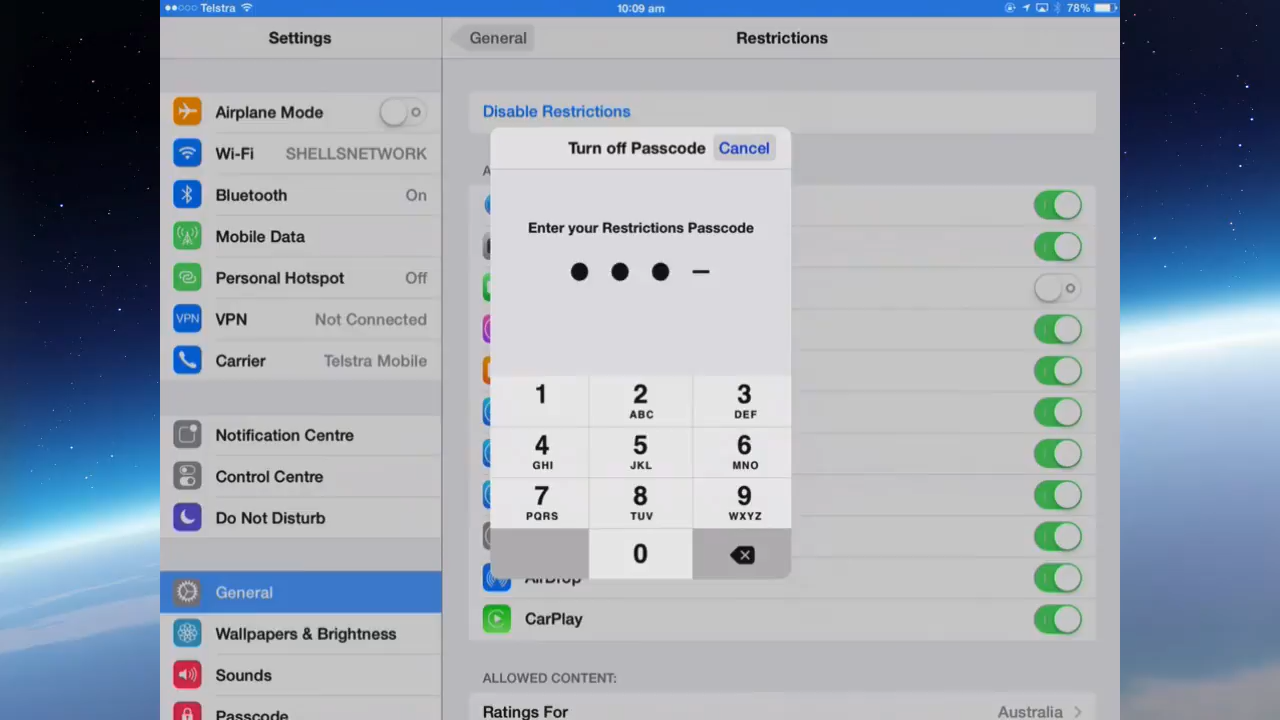 Telstra
10:09 am
78%
Settings
General
Restrictions
Airplane Mode
Wi-Fi SHELLSNETWORK
Bluetooth On
Mobile Data
Personal Hotspot Off
VPN VPN Not Connected
Carrier Telstra Mobile
Notification Centre
Control Centre
Do Not Disturb
General
Wallpapers & Brightness
Sounds
Passcode
Disable Restrictions
A
Turn off Passcode Cancel
Enter your Restrictions Passcode
1 2 3
ABC DEF
4 5 6
GHI JKL MNO
7 8 9
PQRS TUV WXYZ
0
AirDrop
CarPlay
ALLOWED CONTENT:
Ratings For Australia